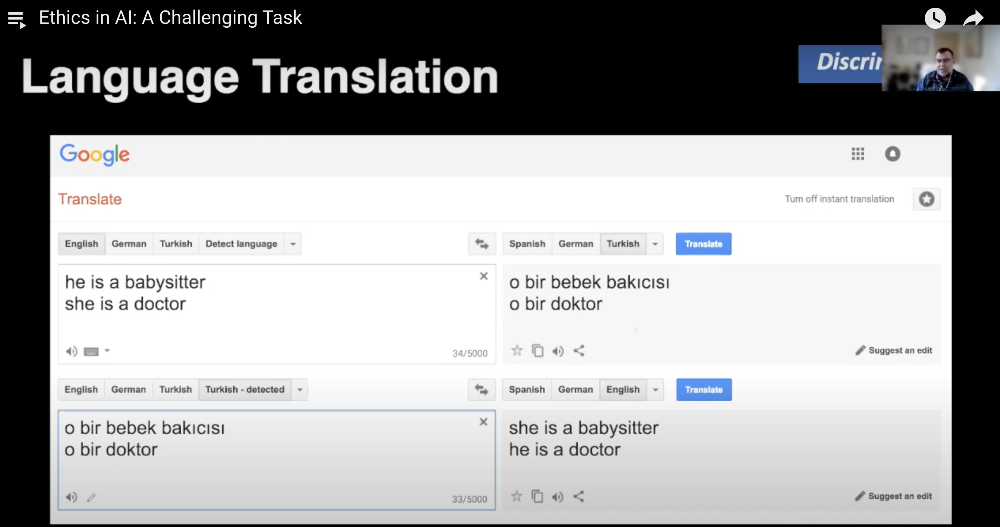 Ethics in AI: A Challenging Task
Language Translation
Google
Translate
Turn off instant translation
English German Turkish Detect language
Spanish German Turkish Translate
he is a babysitter
she is a doctor
34/5000
o bir bebek bakıcısı
o bir doktor
Suggest an edit
English German Turkish Turkish - detected
Spanish German English Translate
o bir bebek bakıcısı
o bir doktor
33/5000
she is a babysitter
he is a doctor
Suggest an edit